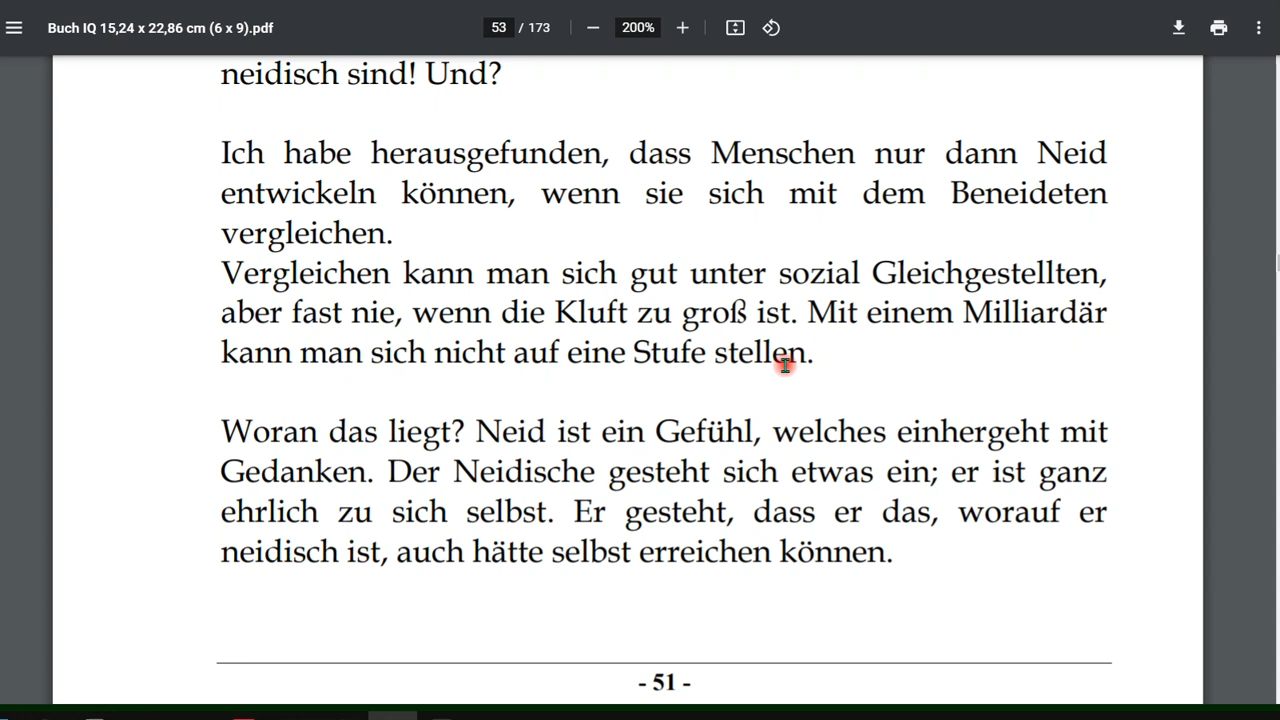 Buch IQ 15,24 x 22,86 cm (6 x 9).pdf
53 / 173
200%
neidisch sind! Und?
Ich habe herausgefunden, dass Menschen nur dann Neid
entwickeln können, wenn sie sich mit dem Beneideten
vergleichen.
Vergleichen kann man sich gut unter sozial Gleichgestellten,
aber fast nie, wenn die Kluft zu groß ist. Mit einem Milliardär
kann man sich nicht auf eine Stufe stellen.
Woran das liegt? Neid ist ein Gefühl, welches einhergeht mit
Gedanken. Der Neidische gesteht sich etwas ein; er ist ganz
ehrlich zu sich selbst. Er gesteht, dass er das, worauf er
neidisch ist, auch hätte selbst erreichen können.
- 51 -